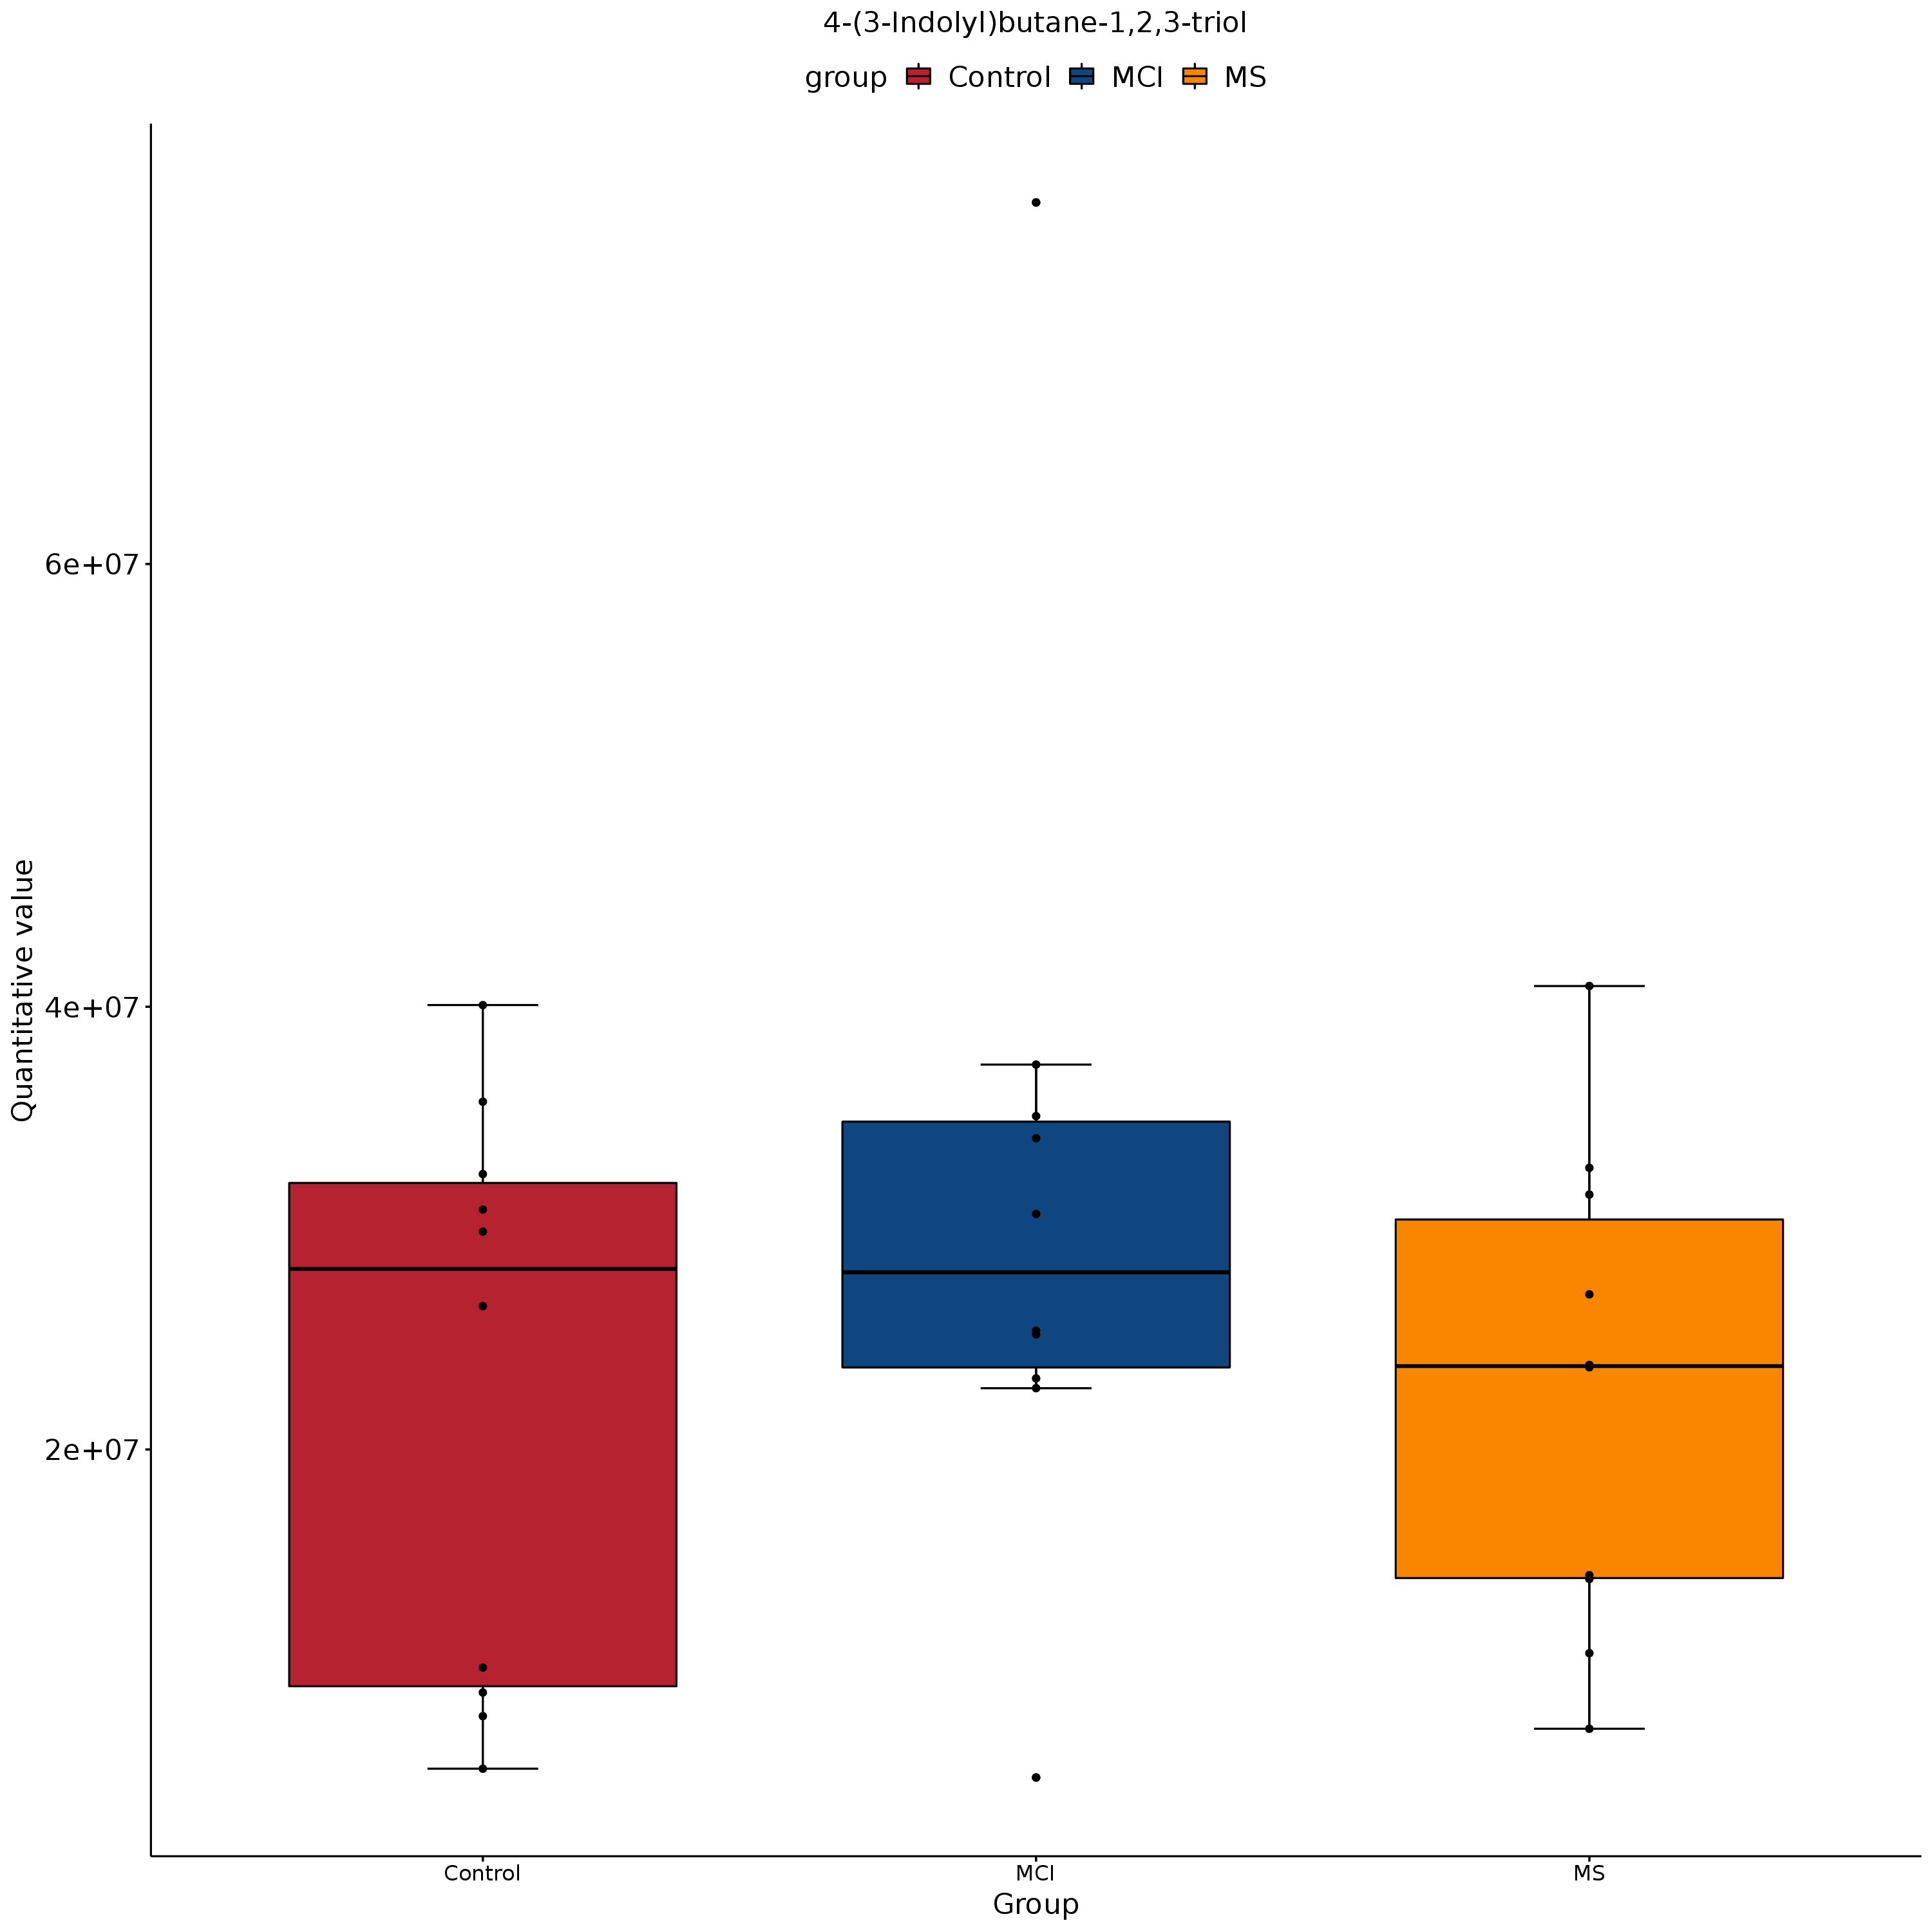 4-(3-Indolyl)butane-1,2,3-triol
group Control MCI MS
Quantitative value
6e+07
4e+07
2e+07
Control MCI MS
Group